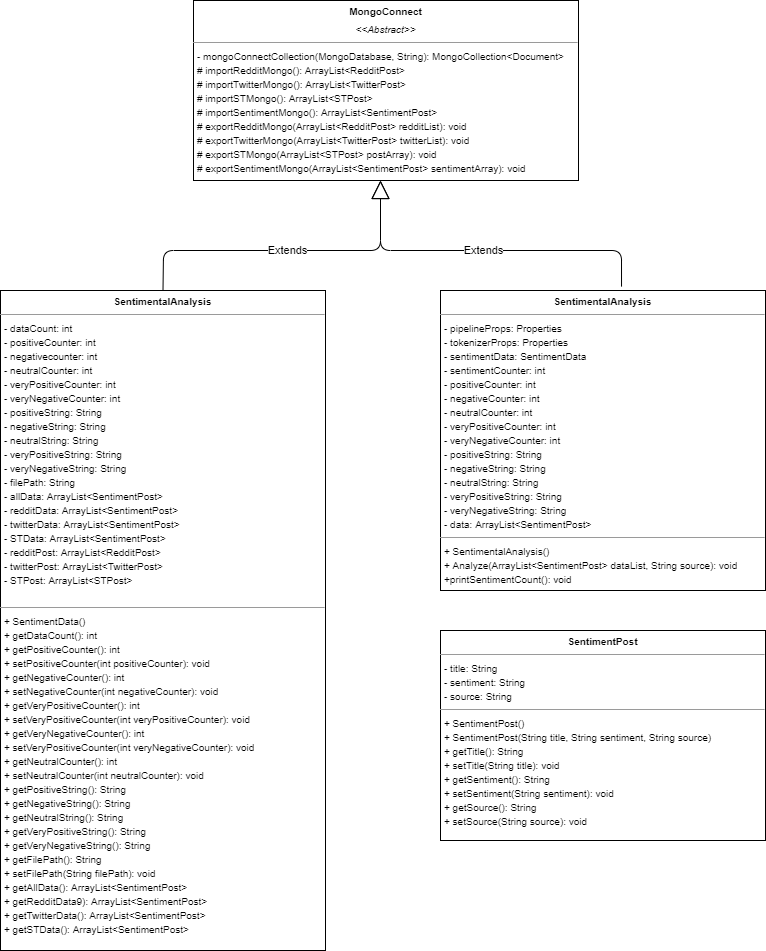 MongoConnect
<<Abstract>>
- mongoConnectCollection(MongoDatabase, String): MongoCollection<Document>
# importRedditMongo(): ArrayList<RedditPost>
# importTwitterMongo(): ArrayList<TwitterPost>
# importSTMongo(): ArrayList<STPost>
# importSentimentMongo(): ArrayList<SentimentPost>
# exportRedditMongo(ArrayList<RedditPost> redditList): void
# exportTwitterMongo(ArrayList<TwitterPost> twitterList): void
# exportSTMongo(ArrayList<STPost> postArray): void
# exportSentimentMongo(ArrayList<SentimentPost> sentimentArray): void
Extends
Extends
SentimentalAnalysis
- dataCount: int
- positiveCounter: int
- negativecounter: int
- neutralCounter: int
- veryPositiveCounter: int
- veryNegativeCounter: int
- positiveString: String
- negativeString: String
- neutralString: String
- veryPositiveString: String
- veryNegativeString: String
- filePath: String
- allData: ArrayList<SentimentPost>
- redditData: ArrayList<SentimentPost>
- twitterData: ArrayList<SentimentPost>
- STData: ArrayList<SentimentPost>
- redditPost: ArrayList<RedditPost>
- twitterPost: ArrayList<TwitterPost>
- STPost: ArrayList<STPost>
+ SentimentData()
+ getDataCount(): int
+ getPositiveCounter(): int
+ setPositiveCounter(int positiveCounter): void
+ getNegativeCounter(): int
+ setNegativeCounter(int negativeCounter): void
+ getVeryPositiveCounter(): int
+ setVeryPositiveCounter(int veryPositiveCounter): void
+ getVeryNegativeCounter(): int
+ setVeryPositiveCounter(int veryNegativeCounter): void
+ getNeutralCounter(): int
+ setNeutralCounter(int neutralCounter): void
+ getPositiveString(): String
+ getNegativeString(): String
+ getNeutralString(): String
+ getVeryPositiveString(): String
+ getVeryNegativeString(): String
+ getFilePath(): String
+ setFilePath(String filePath): void
+ getAllData(): ArrayList<SentimentPost>
+ getRedditData9): ArrayList<SentimentPost>
+ getTwitterData(): ArrayList<SentimentPost>
+ getSTData(): ArrayList<SentimentPost>
SentimentalAnalysis
- pipelineProps: Properties
- tokenizerProps: Properties
- sentimentData: SentimentData
- sentimentCounter: int
- positiveCounter: int
- negativeCounter: int
- neutralCounter: int
- veryPositiveCounter: int
- veryNegativeCounter: int
- positiveString: String
- negativeString: String
- neutralString: String
- veryPositiveString: String
- veryNegativeString: String
- data: ArrayList<SentimentPost>
+ SentimentalAnalysis()
+ Analyze(ArrayList<SentimentPost> dataList, String source): void
+printSentimentCount(): void
SentimentPost
- title: String
- sentiment: String
- source: String
+ SentimentPost()
+ SentimentPost(String title, String sentiment, String source)
+ getTitle(): String
+ setTitle(String title): void
+ getSentiment(): String
+ setSentiment(String sentiment): void
+ getSource(): String
+ setSource(String source): void